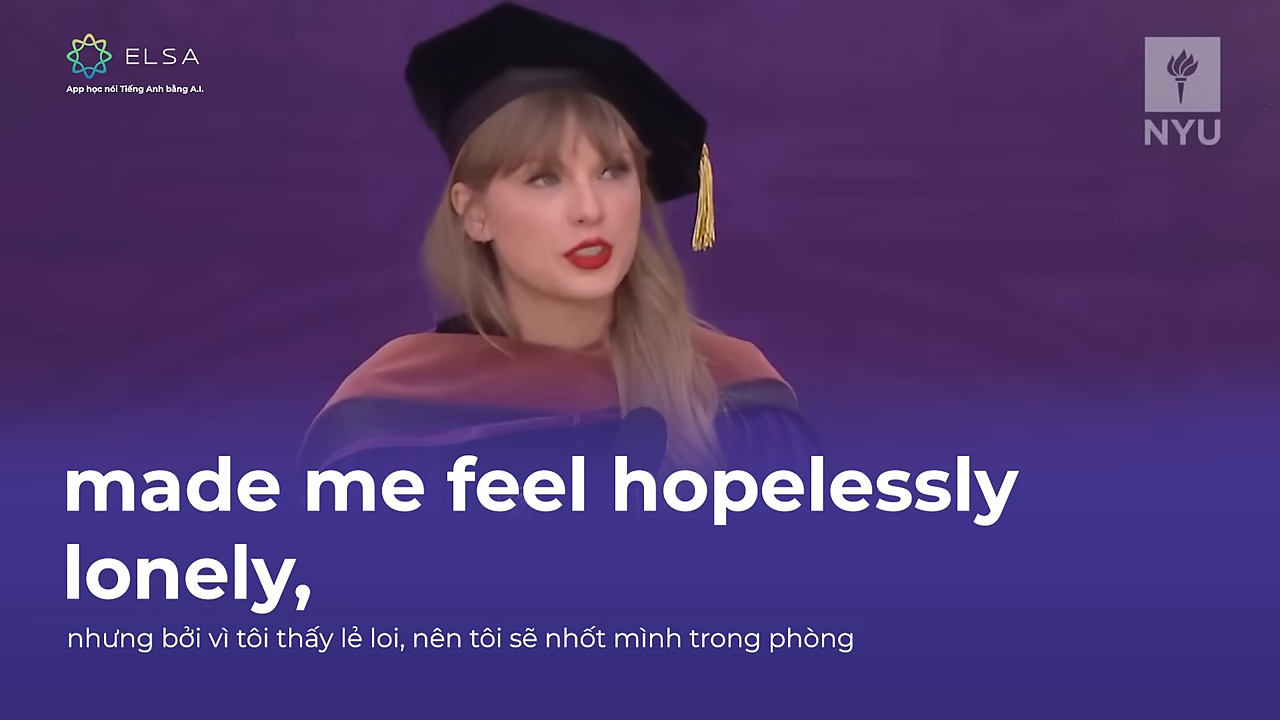 ELSA
App học nói Tiếng Anh bằng A.I.
NYU
made me feel hopelessly
lonely,
nhưng bởi vì tôi thấy lẻ loi, nên tôi sẽ nhốt mình trong phòng